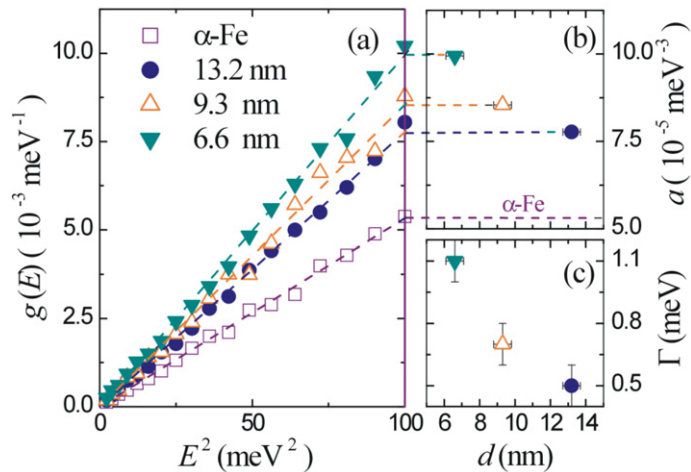 10.0
7.5
5.0
2.5
0.0
g(E) ( 10⁻³ meV⁻¹ )
α-Fe
13.2 nm
9.3 nm
6.6 nm
(a)
0
50
100
E² (meV²)
(b)
10.0
7.5
5.0
a ( 10⁻⁵ meV⁻³ )
α-Fe
(c)
1.1
0.8
0.5
Γ (meV)
6 8 10 12 14
d (nm)